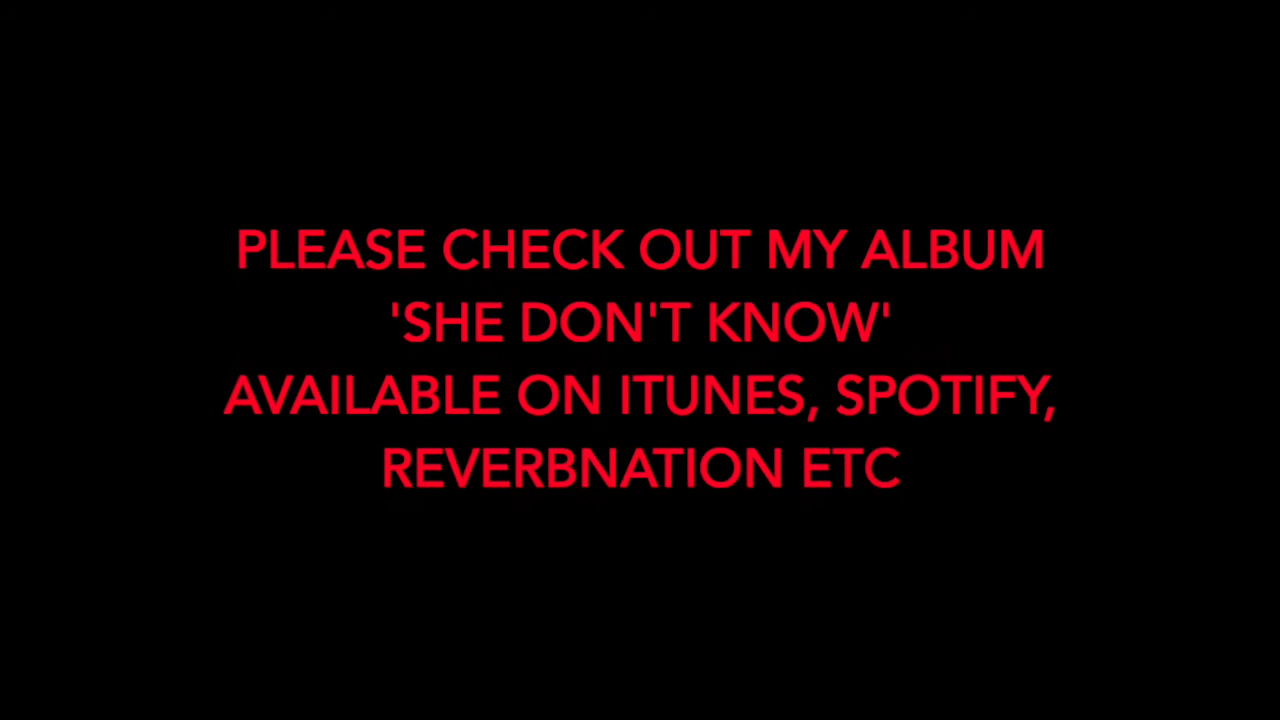 PLEASE CHECK OUT MY ALBUM
'SHE DON'T KNOW'
AVAILABLE ON ITUNES, SPOTIFY,
REVERBNATION ETC